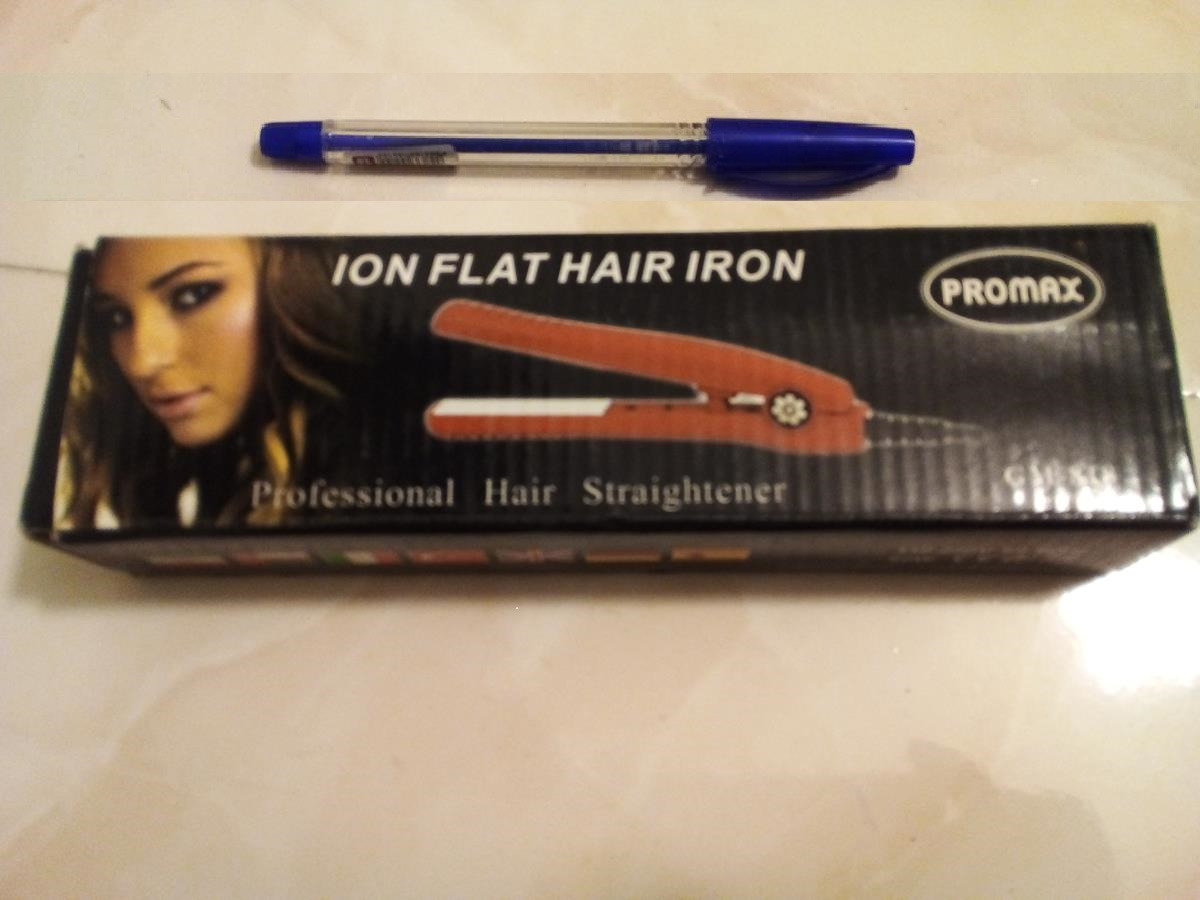 ION FLAT HAIR IRON
PROMAX
Professional Hair Straightener